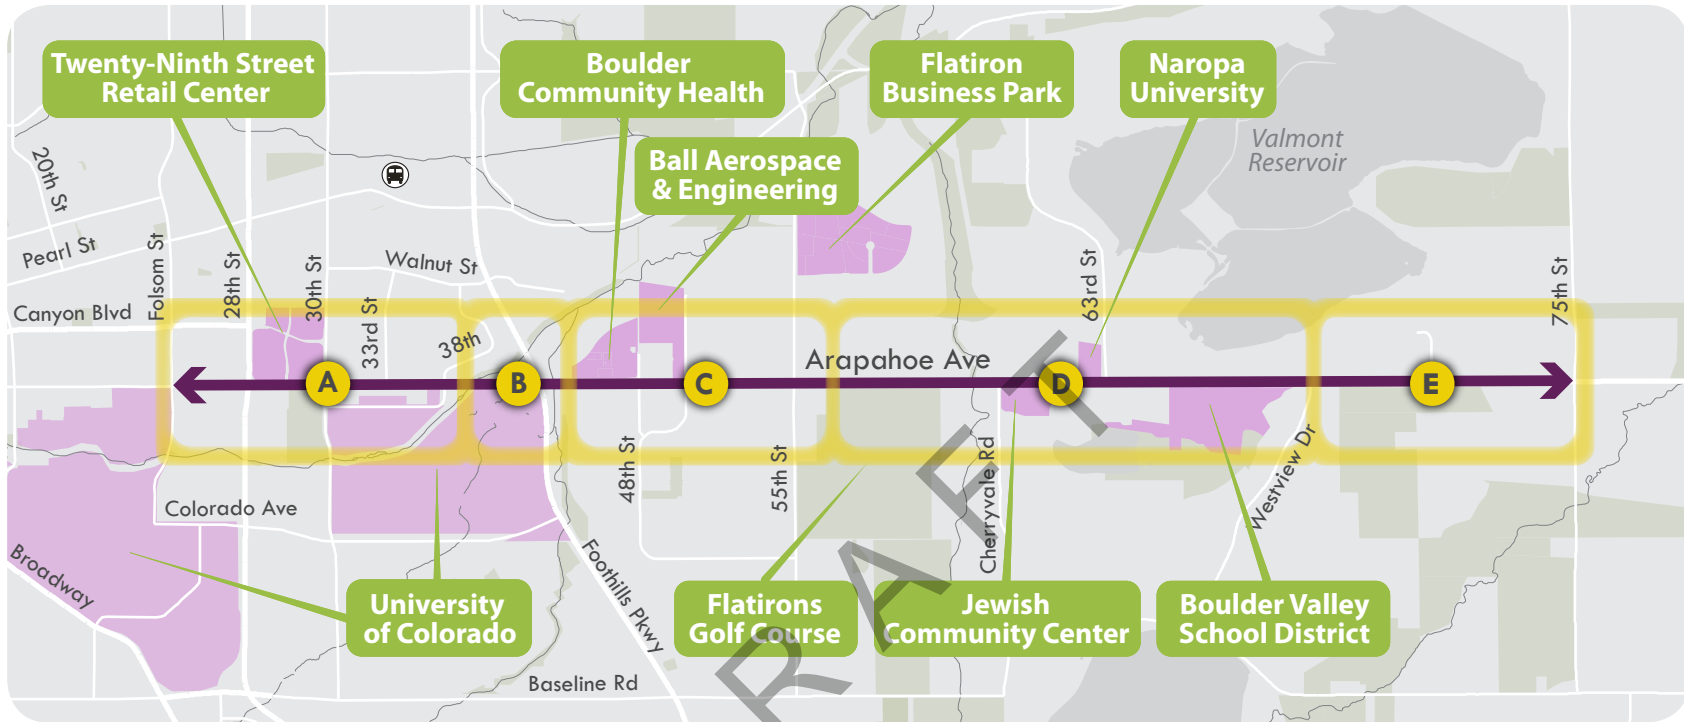 Twenty-Ninth Street
Retail Center
Boulder
Community Health
Flatiron
Business Park
Naropa
University
Ball Aerospace
& Engineering
Valmont
Reservoir
20th St
Pearl St
Folsom St
28th St
30th St
Walnut St
63rd St
75th St
Canyon Blvd
33rd St
38th
Arapahoe Ave
A
B
C
D
E
48th St
55th St
Cherryvale Rd
Westview Dr
Colorado Ave
Broadway
Foothills Pkwy
University
of Colorado
Flatirons
Golf Course
Jewish
Community Center
Boulder Valley
School District
Baseline Rd
RAFT